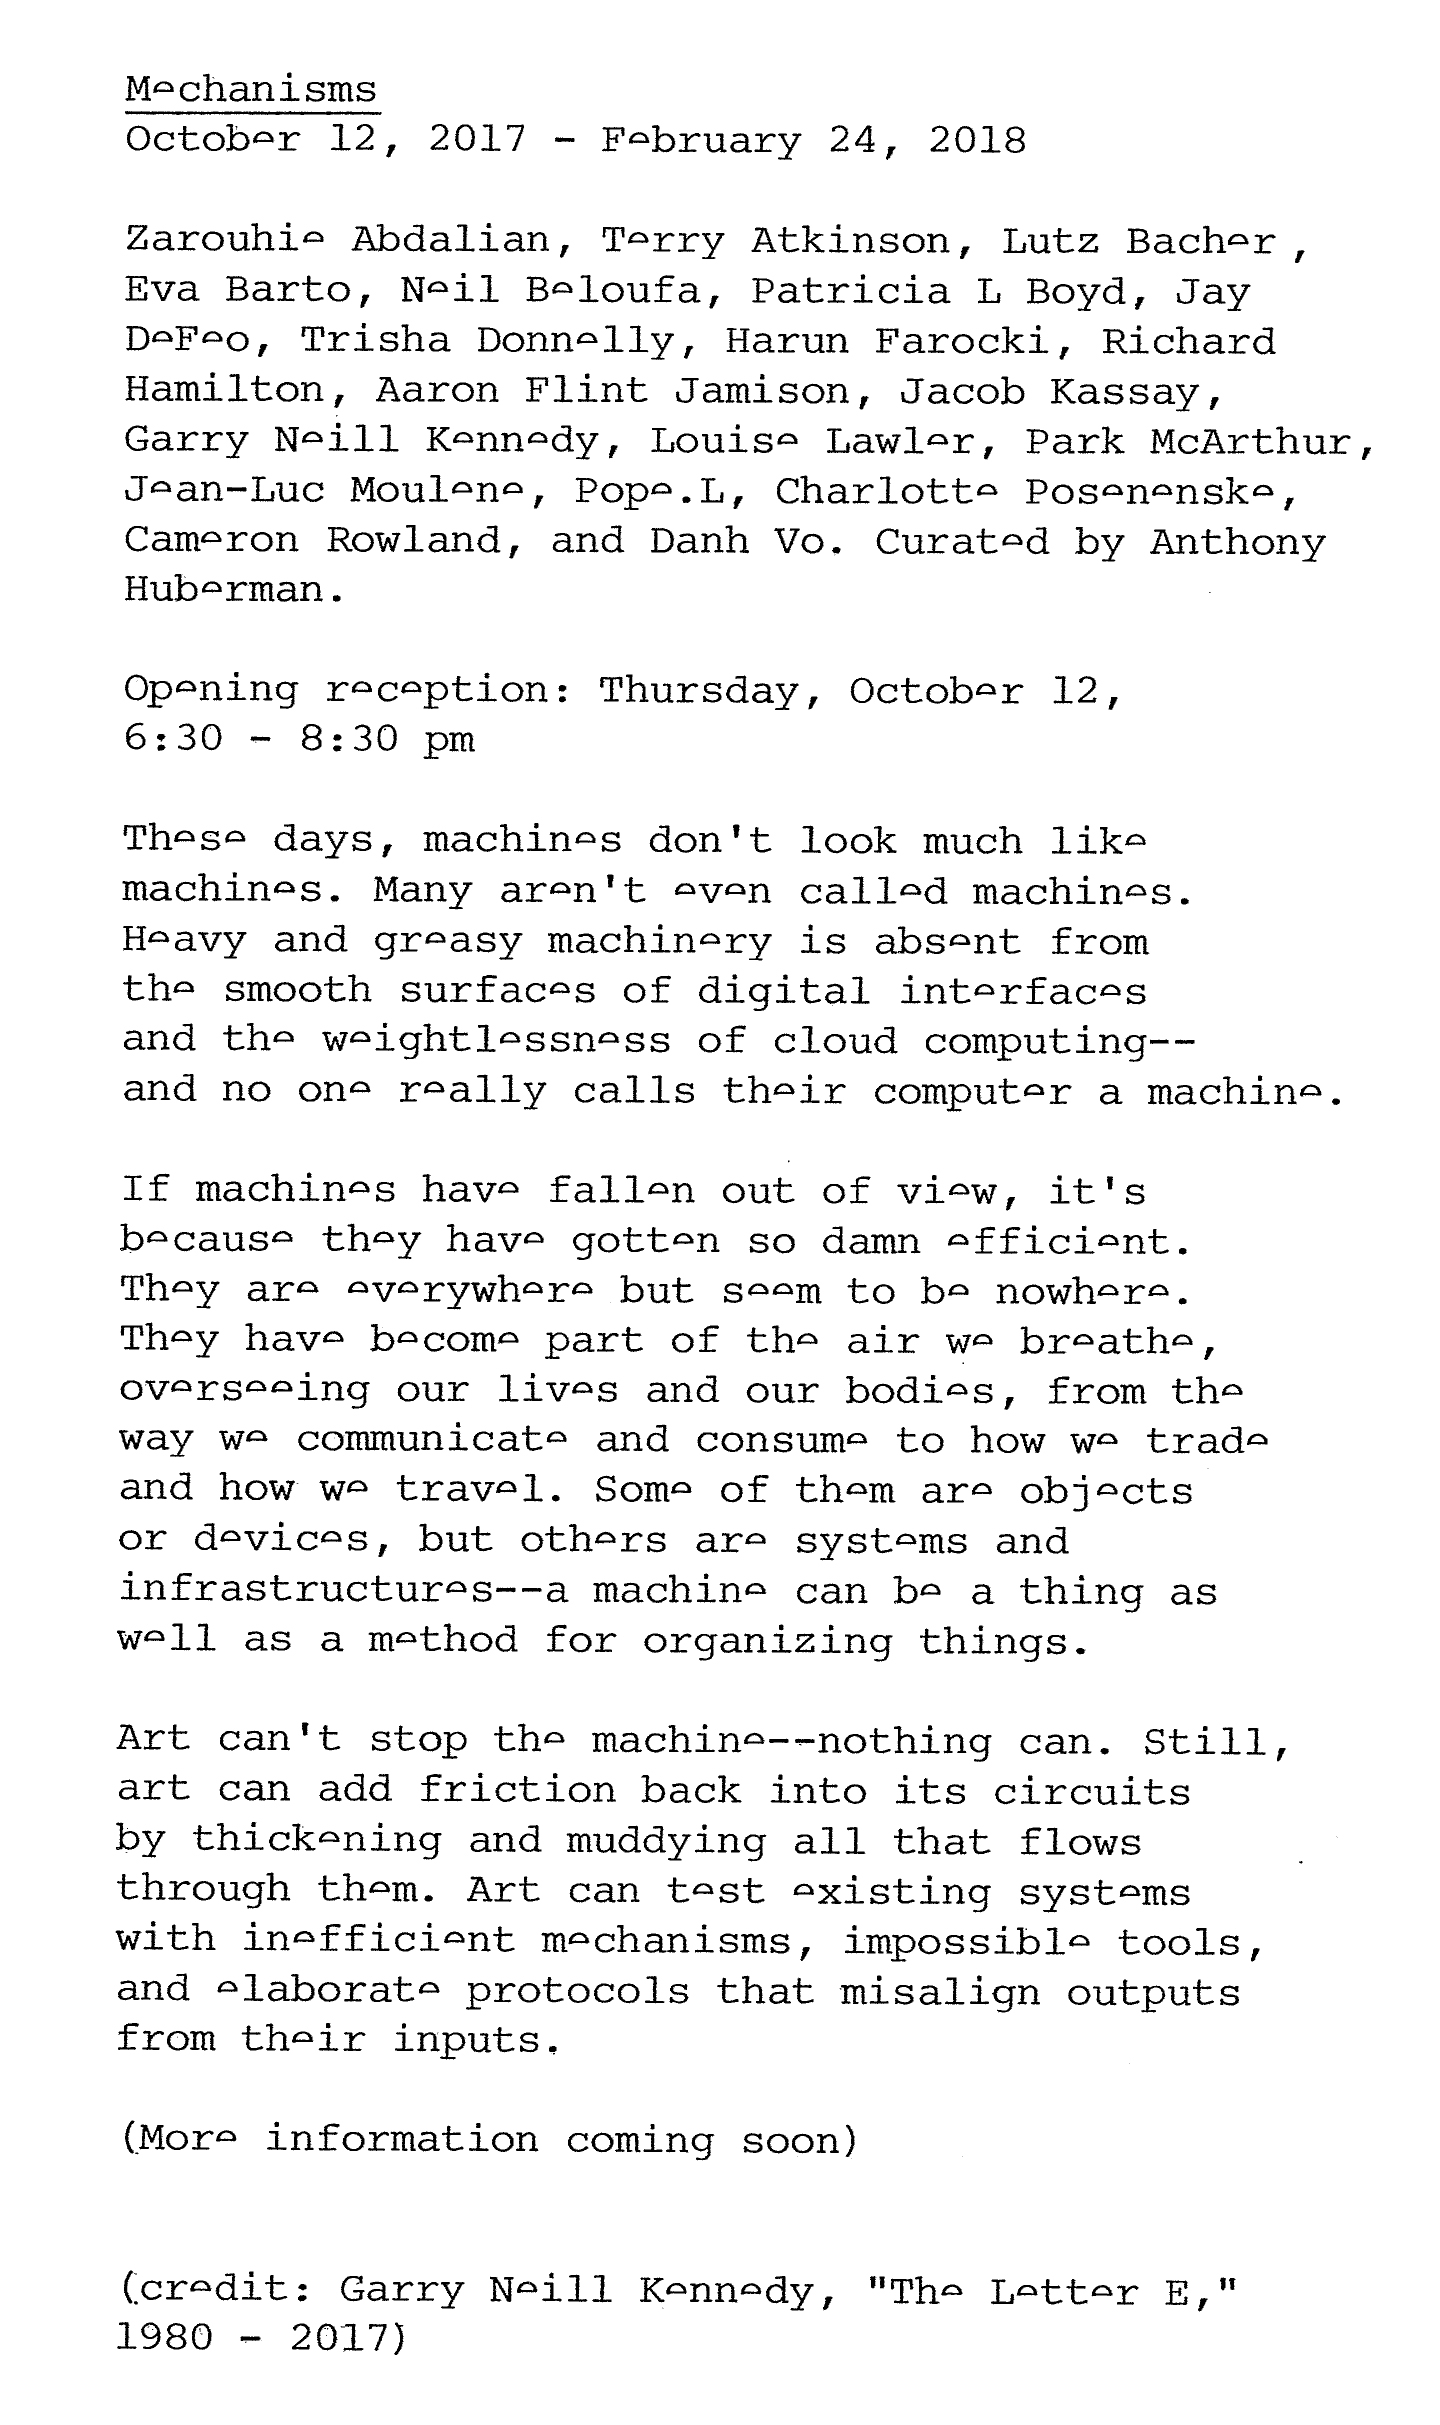 Mechanisms
October 12, 2017 - February 24, 2018
Zarouhie Abdalian, Terry Atkinson, Lutz Bacher ,
Eva Barto, Neil Beloufa, Patricia L Boyd, Jay
DeFeo, Trisha Donnelly, Harun Farocki, Richard
Hamilton, Aaron Flint Jamison, Jacob Kassay,
Garry Neill Kennedy, Louise Lawler, Park McArthur,
Jean-Luc Moulene, Pope.L, Charlotte Posenenske,
Cameron Rowland, and Danh Vo. Curated by Anthony
Huberman.
Opening reception: Thursday, October 12,
6:30 - 8:30 pm
These days, machines don't look much like
machines. Many aren't even called machines.
Heavy and greasy machinery is absent from
the smooth surfaces of digital interfaces
and the weightlessness of cloud computing--
and no one really calls their computer a machine.
If machines have fallen out of view, it's
because they have gotten so damn efficient.
They are everywhere but seem to be nowhere.
They have become part of the air we breathe,
overseeing our lives and our bodies, from the
way we communicate and consume to how we trade
and how we travel. Some of them are objects
or devices, but others are systems and
infrastructures--a machine can be a thing as
well as a method for organizing things.
Art can't stop the machine--nothing can. Still,
art can add friction back into its circuits
by thickening and muddying all that flows
through them. Art can test existing systems
with inefficient mechanisms, impossible tools,
and elaborate protocols that misalign outputs
from their inputs.
(More information coming soon)
(credit: Garry Neill Kennedy, "The Letter E,"
1980 - 2017)